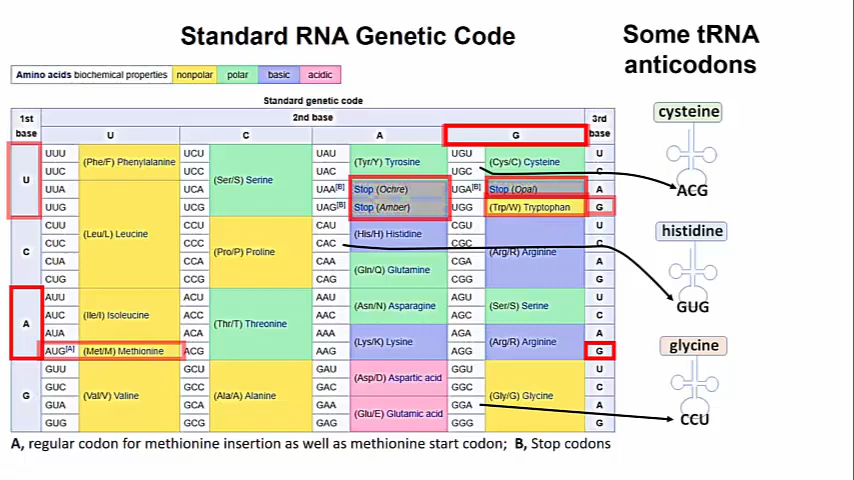 Standard RNA Genetic Code
Some tRNA
anticodons
Amino acids biochemical properties nonpolar polar basic acidic
Standard genetic code
1st
base
2nd base
3rd
base
U C A G
U
UUU (Phe/F) Phenylalanine UCU (Ser/S) Serine UAU (Tyr/Y) Tyrosine UGU (Cys/C) Cysteine U
UUC UCC UAC UGC C
UUA (Leu/L) Leucine UCA UAA[B] Stop (Ochre) UGA[B] Stop (Opal) A
UUG UCG UAG[B] Stop (Amber) UGG (Trp/W) Tryptophan G
C
CUU CCU (Pro/P) Proline CAU (His/H) Histidine CGU (Arg/R) Arginine U
CUC CCC CAC CGC C
CUA CCA CAA (Gln/Q) Glutamine CGA A
CUG CCG CAG CGG G
A
AUU (Ile/I) Isoleucine ACU (Thr/T) Threonine AAU (Asn/N) Asparagine AGU (Ser/S) Serine U
AUC ACC AAC AGC C
AUA ACA AAA (Lys/K) Lysine AGA (Arg/R) Arginine A
AUG[A] (Met/M) Methionine ACG AAG AGG G
G
GUU (Val/V) Valine GCU (Ala/A) Alanine GAU (Asp/D) Aspartic acid GGU (Gly/G) Glycine U
GUC GCC GAC GGC C
GUA GCA GAA (Glu/E) Glutamic acid GGA A
GUG GCG GAG GGG G
cysteine
ACG
histidine
GUG
glycine
CCU
A, regular codon for methionine insertion as well as methionine start codon; B, Stop codons